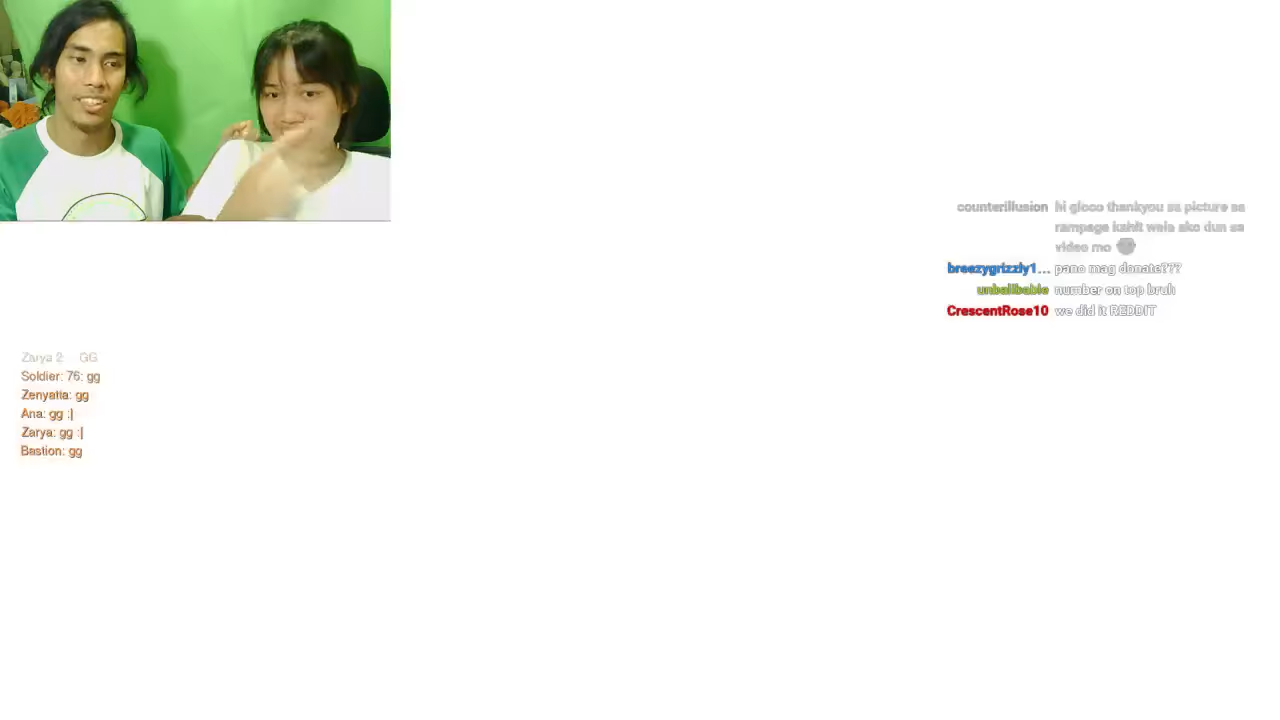 counterillusion hi gloco thankyou sa picture sa
rampage kahit wala ako dun sa
video mo
breezygrizzly1... pano mag donate???
unbalibable number on top bruh
CrescentRose10 we did it REDDIT
Zarya 2 GG
Soldier: 76: gg
Zenyatta: gg
Ana: gg :|
Zarya: gg :|
Bastion: gg